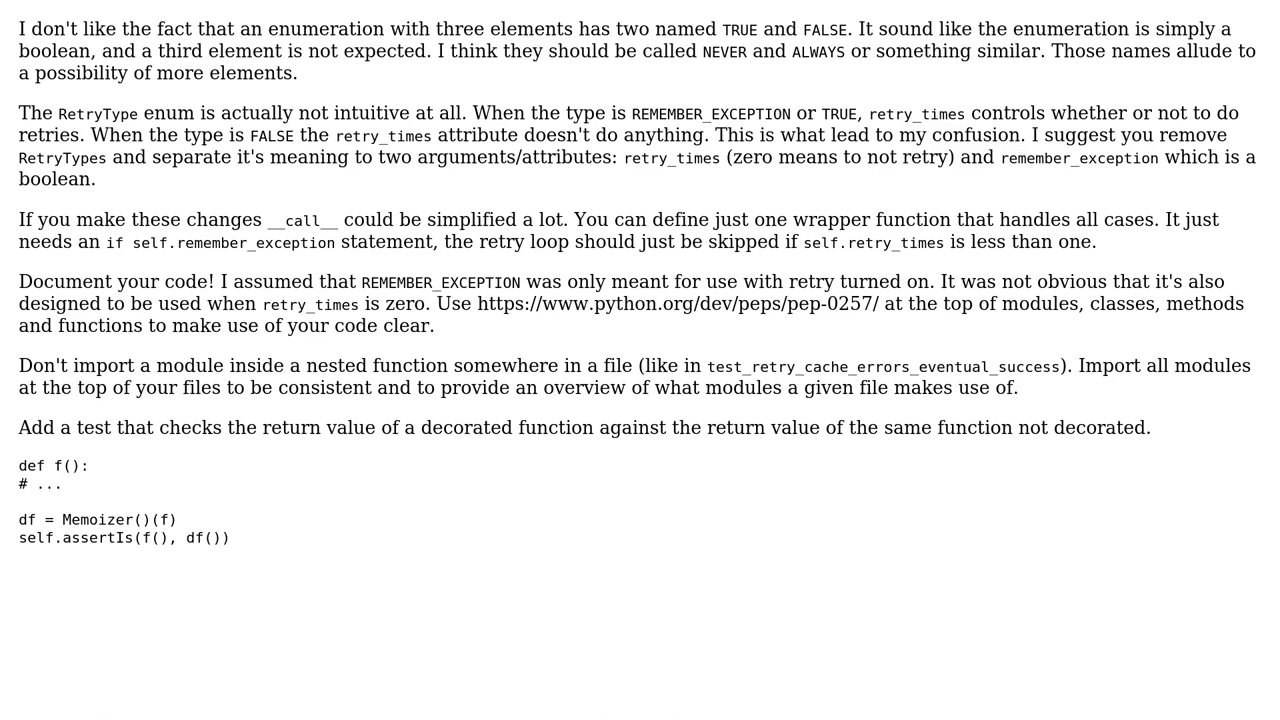 I don't like the fact that an enumeration with three elements has two named TRUE and FALSE. It sound like the enumeration is simply a
boolean, and a third element is not expected. I think they should be called NEVER and ALWAYS or something similar. Those names allude to
a possibility of more elements.
The RetryType enum is actually not intuitive at all. When the type is REMEMBER_EXCEPTION or TRUE, retry_times controls whether or not to do
retries. When the type is FALSE the retry_times attribute doesn't do anything. This is what lead to my confusion. I suggest you remove
RetryTypes and separate it's meaning to two arguments/attributes: retry_times (zero means to not retry) and remember_exception which is a
boolean.
If you make these changes __call__ could be simplified a lot. You can define just one wrapper function that handles all cases. It just
needs an if self.remember_exception statement, the retry loop should just be skipped if self.retry_times is less than one.
Document your code! I assumed that REMEMBER_EXCEPTION was only meant for use with retry turned on. It was not obvious that it's also
designed to be used when retry_times is zero. Use https://www.python.org/dev/peps/pep-0257/ at the top of modules, classes, methods
and functions to make use of your code clear.
Don't import a module inside a nested function somewhere in a file (like in test_retry_cache_errors_eventual_success). Import all modules
at the top of your files to be consistent and to provide an overview of what modules a given file makes use of.
Add a test that checks the return value of a decorated function against the return value of the same function not decorated.
def f():
# ...
df = Memoizer()(f)
self.assertIs(f(), df())